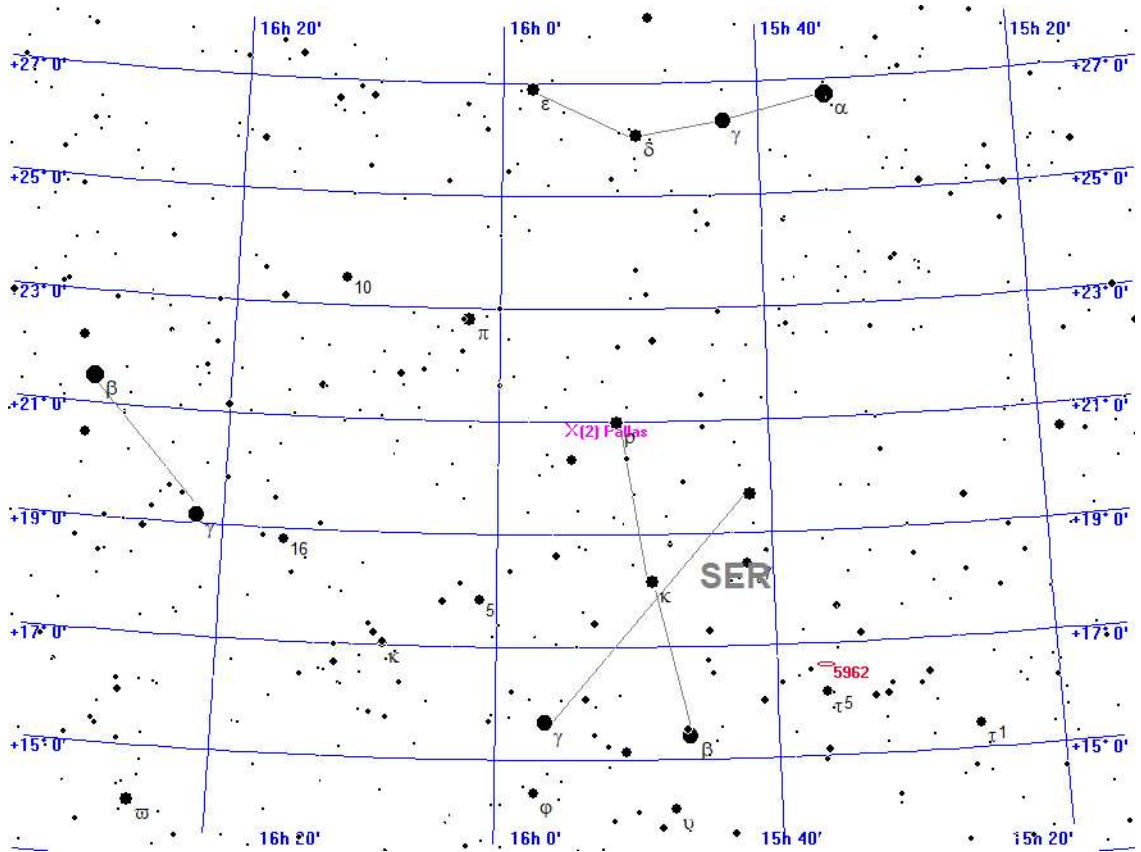 16h 20' 16h 0' 15h 40' 15h 20'
+27° 0' +27° 0'
ε α
γ
δ
+25° 0' +25° 0'
10
+23° 0' +23° 0'
π
β
+21° 0' +21° 0'
X(2) Pallas
ρ
+19° 0' +19° 0'
γ
16
SER
κ
5
+17° 0' +17° 0'
κ
5962
τ5
γ τ1
+15° 0' β +15° 0'
ϖ φ υ
16h 20' 16h 0' 15h 40' 15h 20'